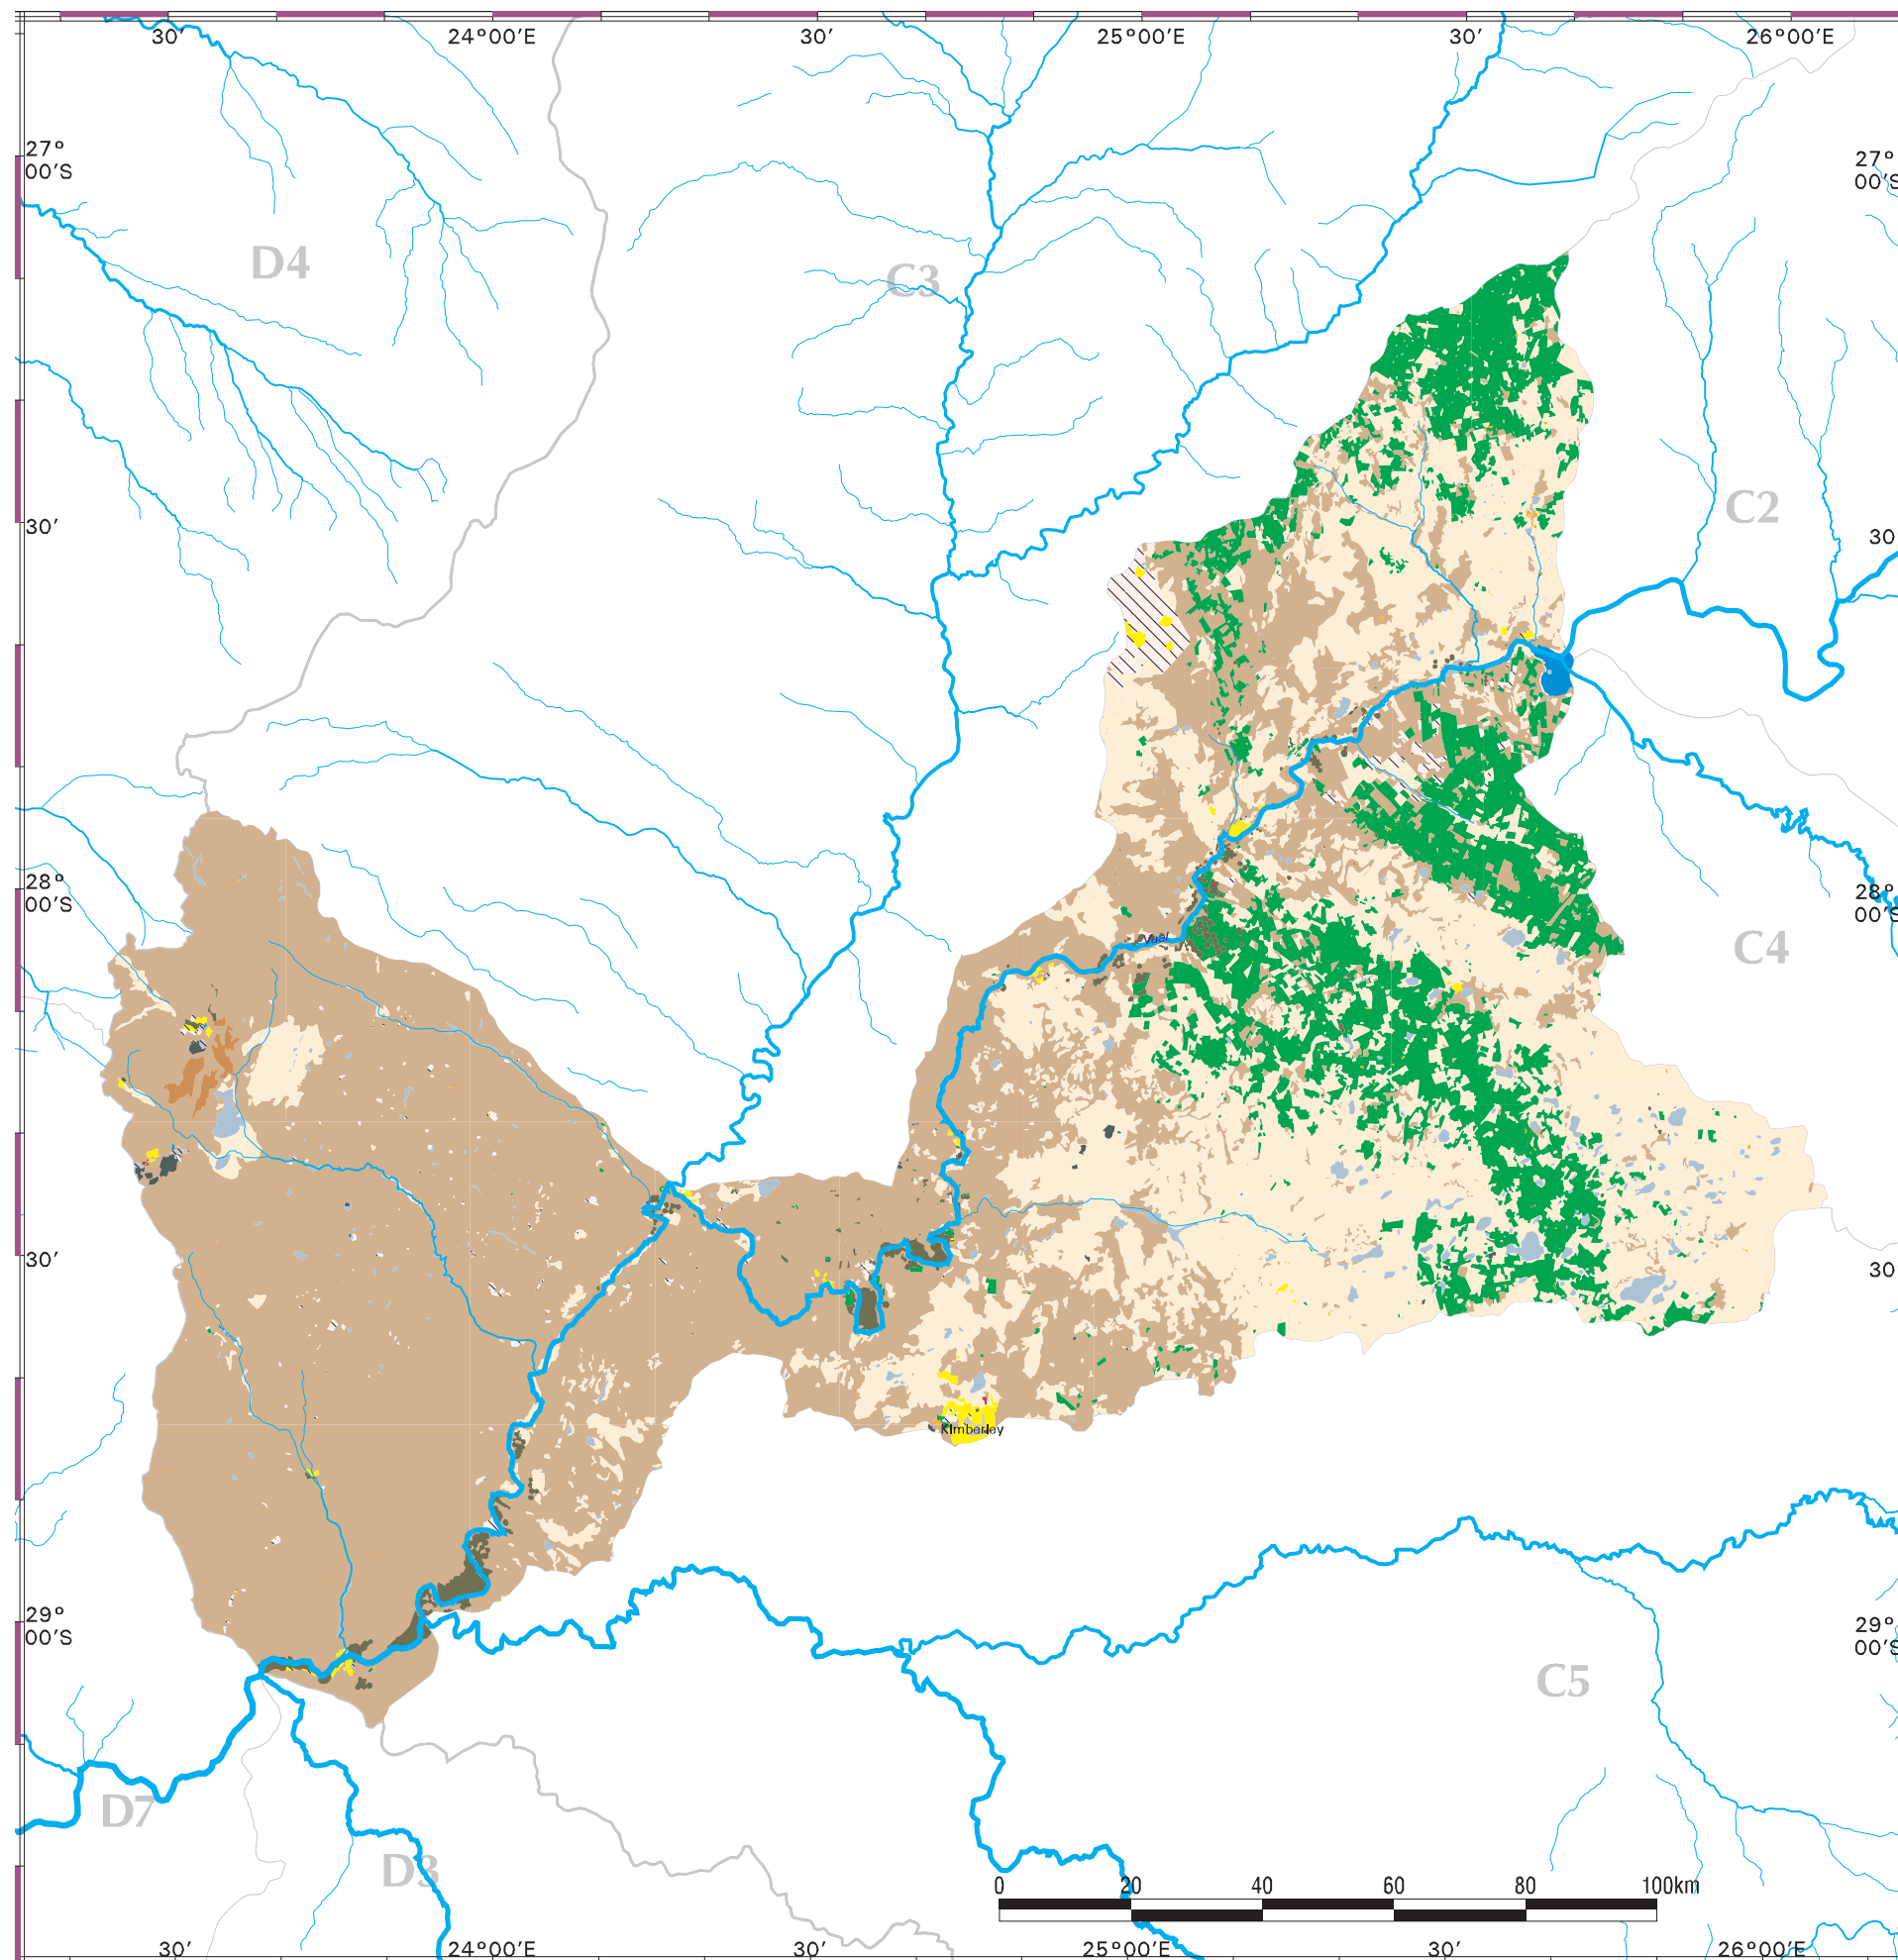 30′ 24°00′E 30′ 25°00′E 30′ 26°00′E
27° 00′S
27° 00′S
D4
C3
C2
30′
30
28° 00′S
28° 00′S
Vaal
C4
30′
30
Kimberley
29° 00′S
29° 00′S
C5
D7
D3
0 20 40 60 80 100km
30′ 24°00′E 30′ 25°00′E 30′ 26°00′E